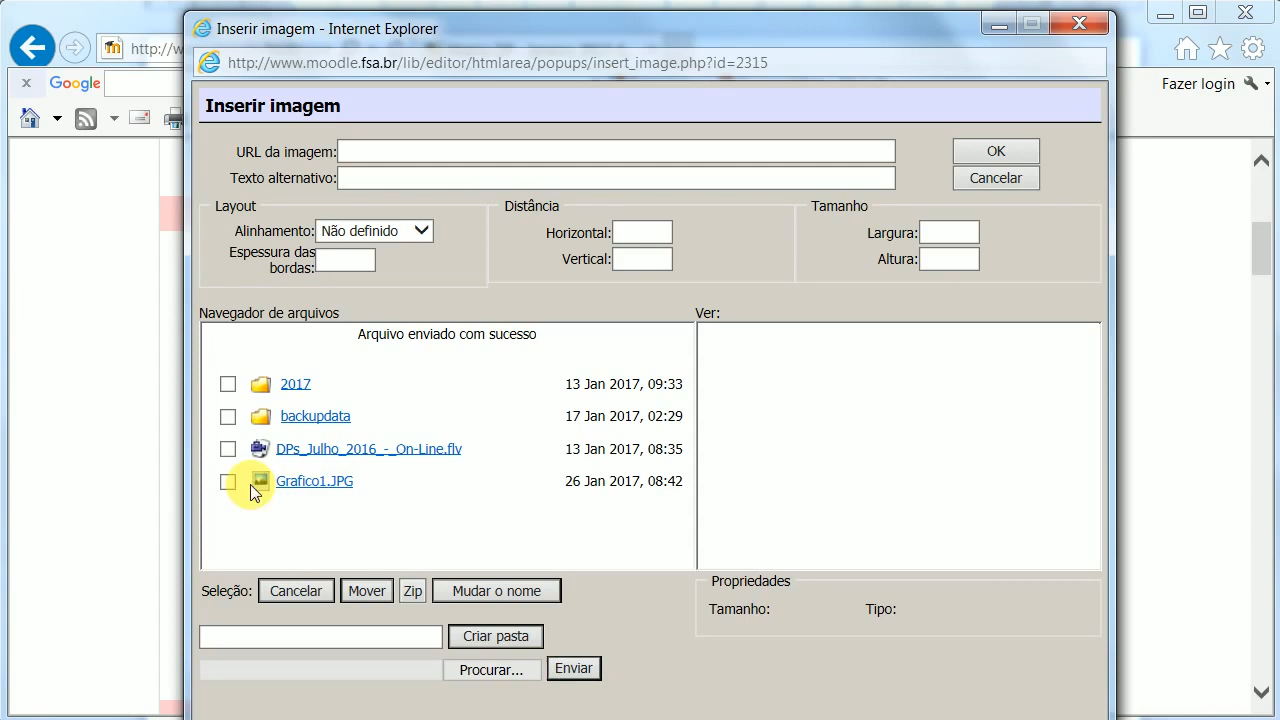 Inserir imagem - Internet Explorer
http://www.moodle.fsa.br/lib/editor/htmlarea/popups/insert_image.php?id=2315
http://w
Google
Fazer login
Inserir imagem
URL da imagem:
OK
Texto alternativo:
Cancelar
Layout
Distância
Tamanho
Alinhamento: Não definido
Horizontal:
Largura:
Espessura das
bordas:
Vertical:
Altura:
Navegador de arquivos
Ver:
Arquivo enviado com sucesso
2017 13 Jan 2017, 09:33
backupdata 17 Jan 2017, 02:29
DPs_Julho_2016_-_On-Line.flv 13 Jan 2017, 08:35
Grafico1.JPG 26 Jan 2017, 08:42
Seleção: Cancelar Mover Zip Mudar o nome
Propriedades
Tamanho: Tipo:
Criar pasta
Procurar... Enviar